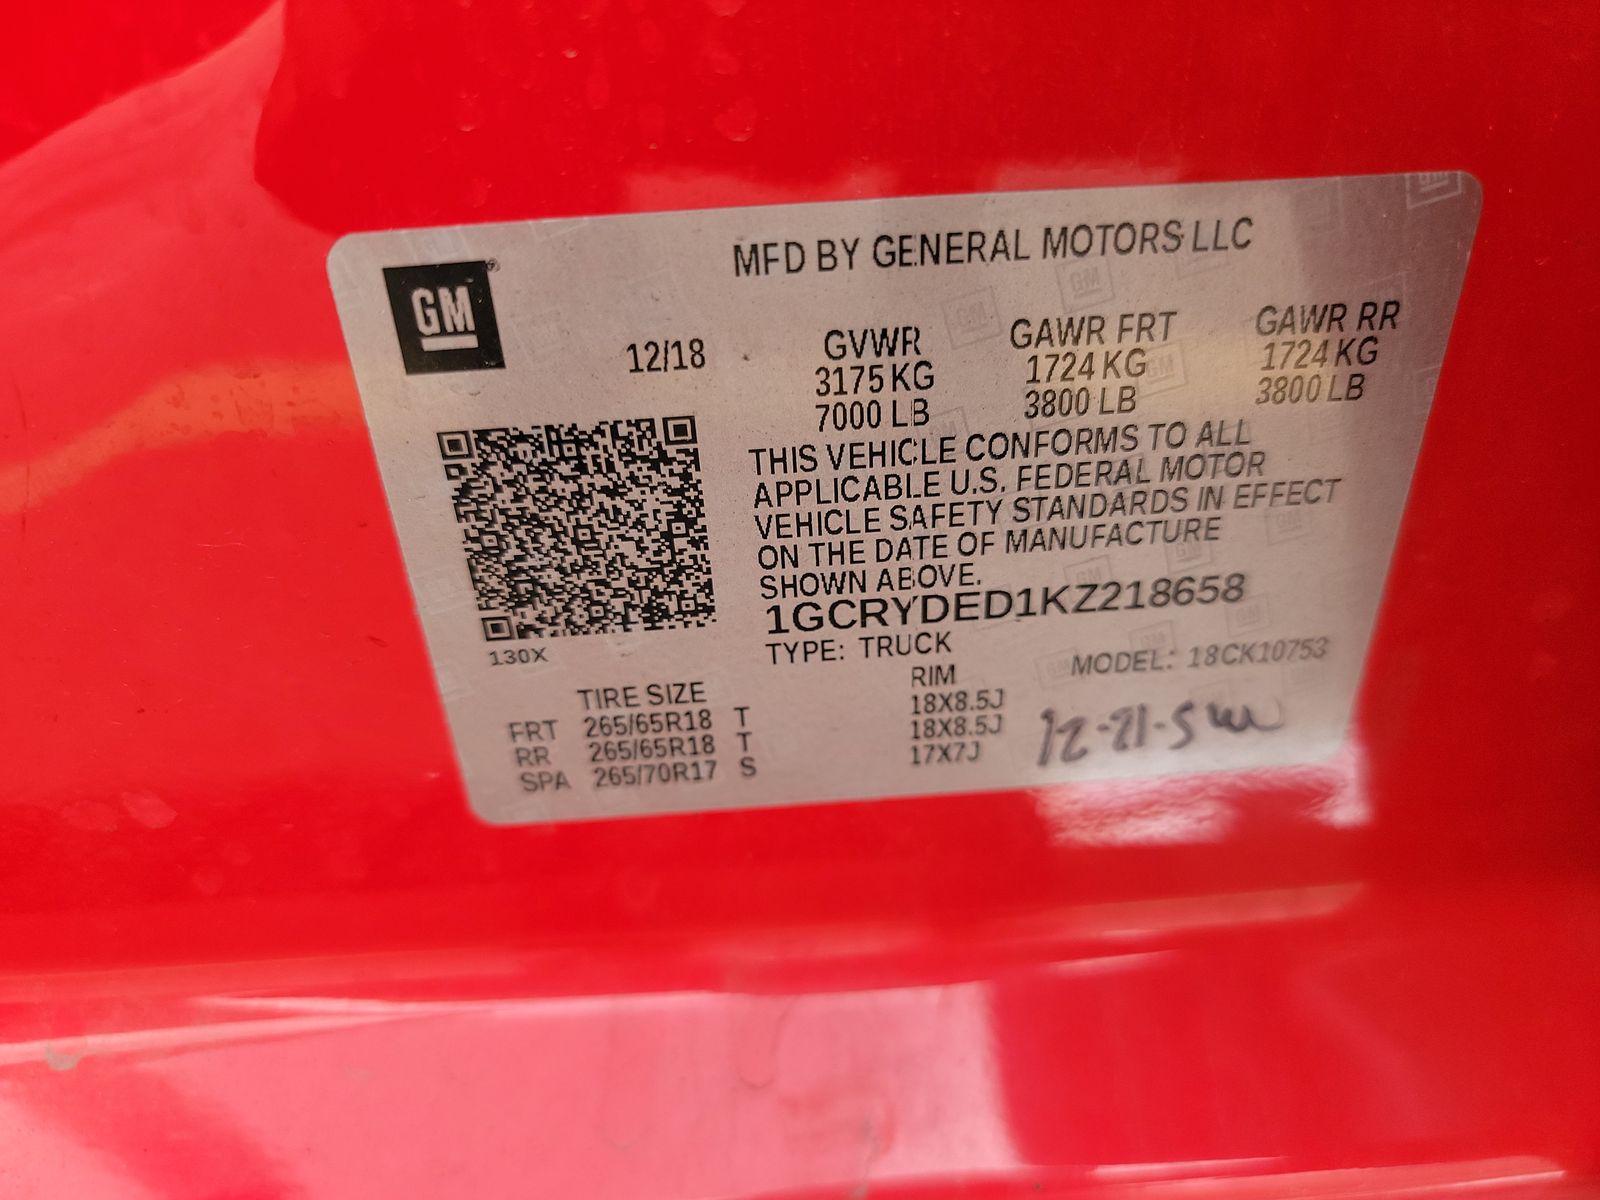 MFD BY GENERAL MOTORS LLC
GM
12/18
GVWR GAWR FRT GAWR RR
3175 KG 1724 KG 1724 KG
7000 LB 3800 LB 3800 LB
THIS VEHICLE CONFORMS TO ALL
APPLICABLE U.S. FEDERAL MOTOR
VEHICLE SAFETY STANDARDS IN EFFECT
ON THE DATE OF MANUFACTURE
SHOWN ABOVE.
1GCRYDED1KZ218658
130X
TYPE: TRUCK
MODEL: 18CK10753
TIRE SIZE RIM
FRT 265/65R18 T 18X8.5J
RR 265/65R18 T 18X8.5J
SPA 265/70R17 S 17X7J
12-21-5